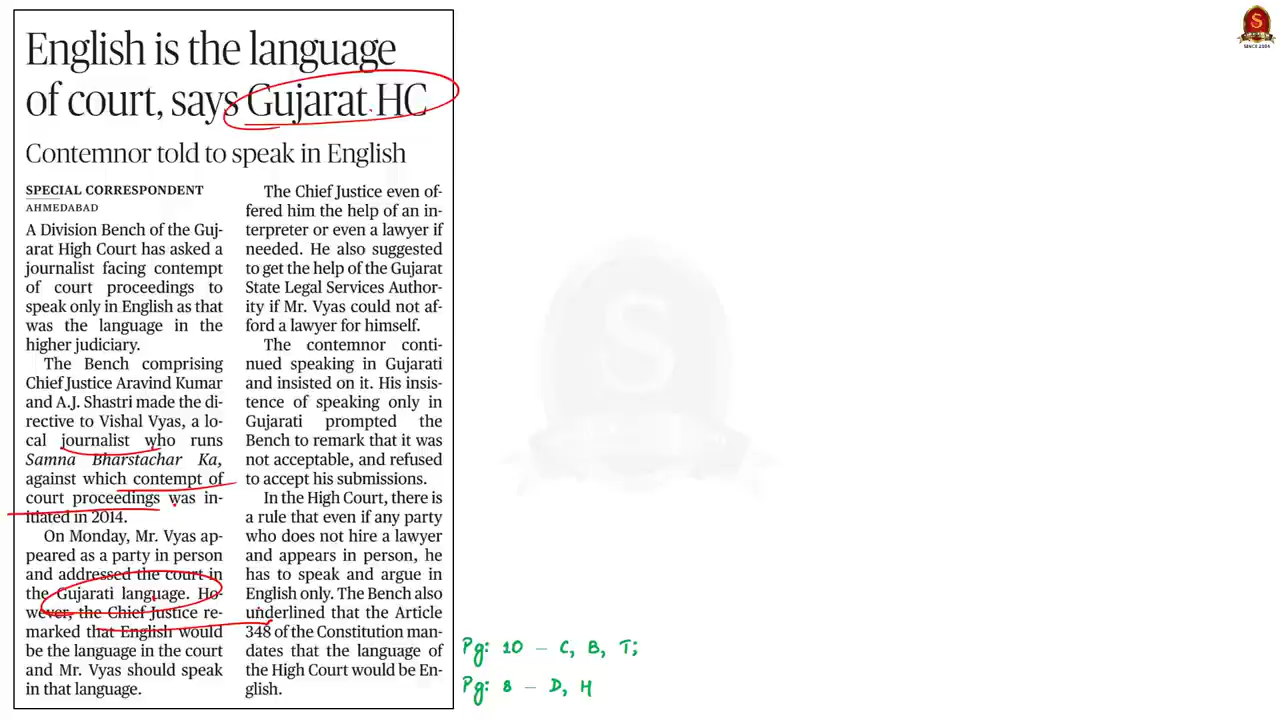 English is the language
of court, says Gujarat HC
Contemnor told to speak in English
SPECIAL CORRESPONDENT
AHMEDABAD
A Division Bench of the Guj-
arat High Court has asked a
journalist facing contempt
of court proceedings to
speak only in English as that
was the language in the
higher judiciary.
The Bench comprising
Chief Justice Aravind Kumar
and A.J. Shastri made the di-
rective to Vishal Vyas, a lo-
cal journalist who runs
Samna Bharstachar Ka,
against which contempt of
court proceedings was in-
itiated in 2014.
On Monday, Mr. Vyas ap-
peared as a party in person
and addressed the court in
the Gujarati language. Ho-
wever, the Chief Justice re-
marked that English would
be the language in the court
and Mr. Vyas should speak
in that language.
The Chief Justice even of-
fered him the help of an in-
terpreter or even a lawyer if
needed. He also suggested
to get the help of the Gujarat
State Legal Services Author-
ity if Mr. Vyas could not af-
ford a lawyer for himself.
The contemnor conti-
nued speaking in Gujarati
and insisted on it. His insis-
tence of speaking only in
Gujarati prompted the
Bench to remark that it was
not acceptable, and refused
to accept his submissions.
In the High Court, there is
a rule that even if any party
who does not hire a lawyer
and appears in person, he
has to speak and argue in
English only. The Bench also
underlined that the Article
348 of the Constitution man-
dates that the language of
the High Court would be En-
glish.
Pg: 10 – C, B, T;
Pg: 8 – D, H
S
SINCE 2004
S